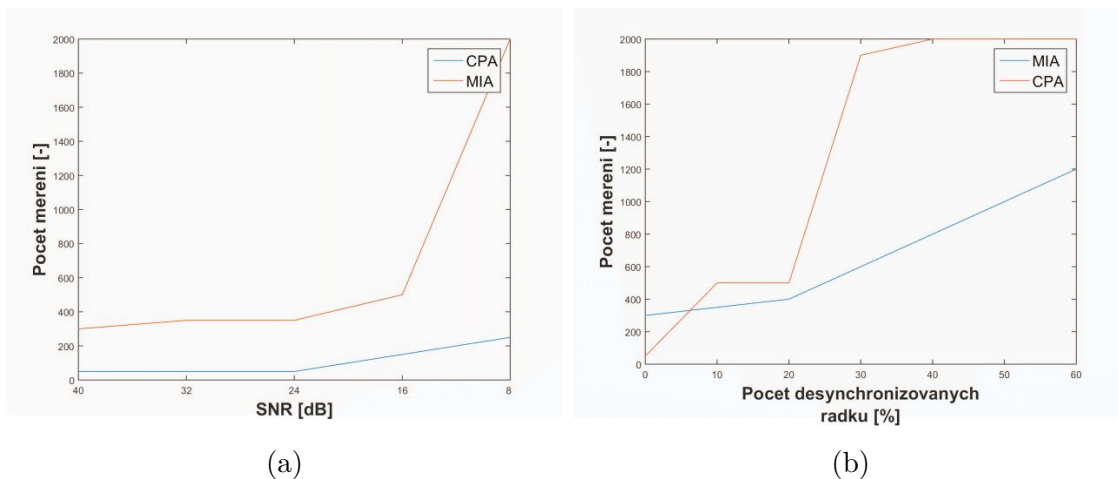 2000
1800
1600
1400
1200
1000
800
600
400
200
0
Pocet mereni [-]
CPA
MIA
40 32 24 16 8
SNR [dB]
(a)
2000
1800
1600
1400
1200
1000
800
600
400
200
0
Pocet mereni [-]
MIA
CPA
0 10 20 30 40 50 60
Pocet desynchronizovanych
radku [%]
(b)